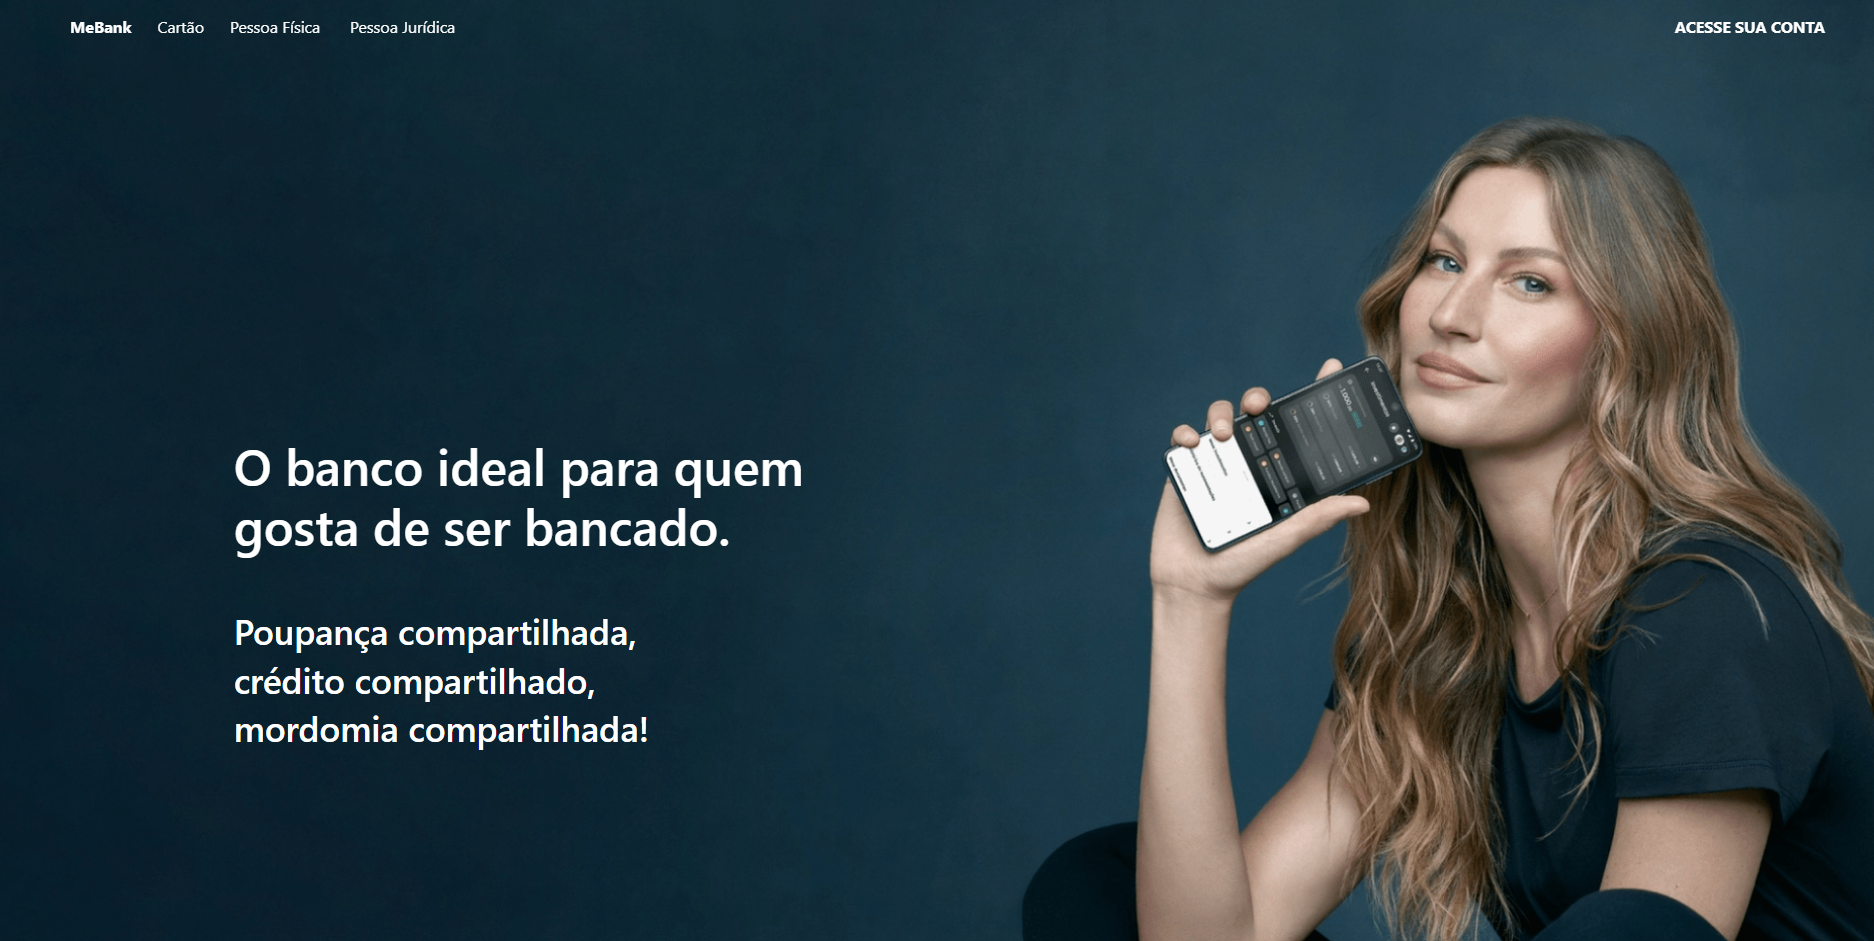 MeBank Cartão Pessoa Física Pessoa Jurídica ACESSE SUA CONTA
O banco ideal para quem
gosta de ser bancado.
Poupança compartilhada,
crédito compartilhado,
mordomia compartilhada!